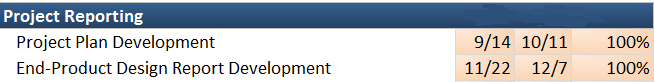 Project Reporting
Project Plan Development 9/14 10/11 100%
End-Product Design Report Development 11/22 12/7 100%